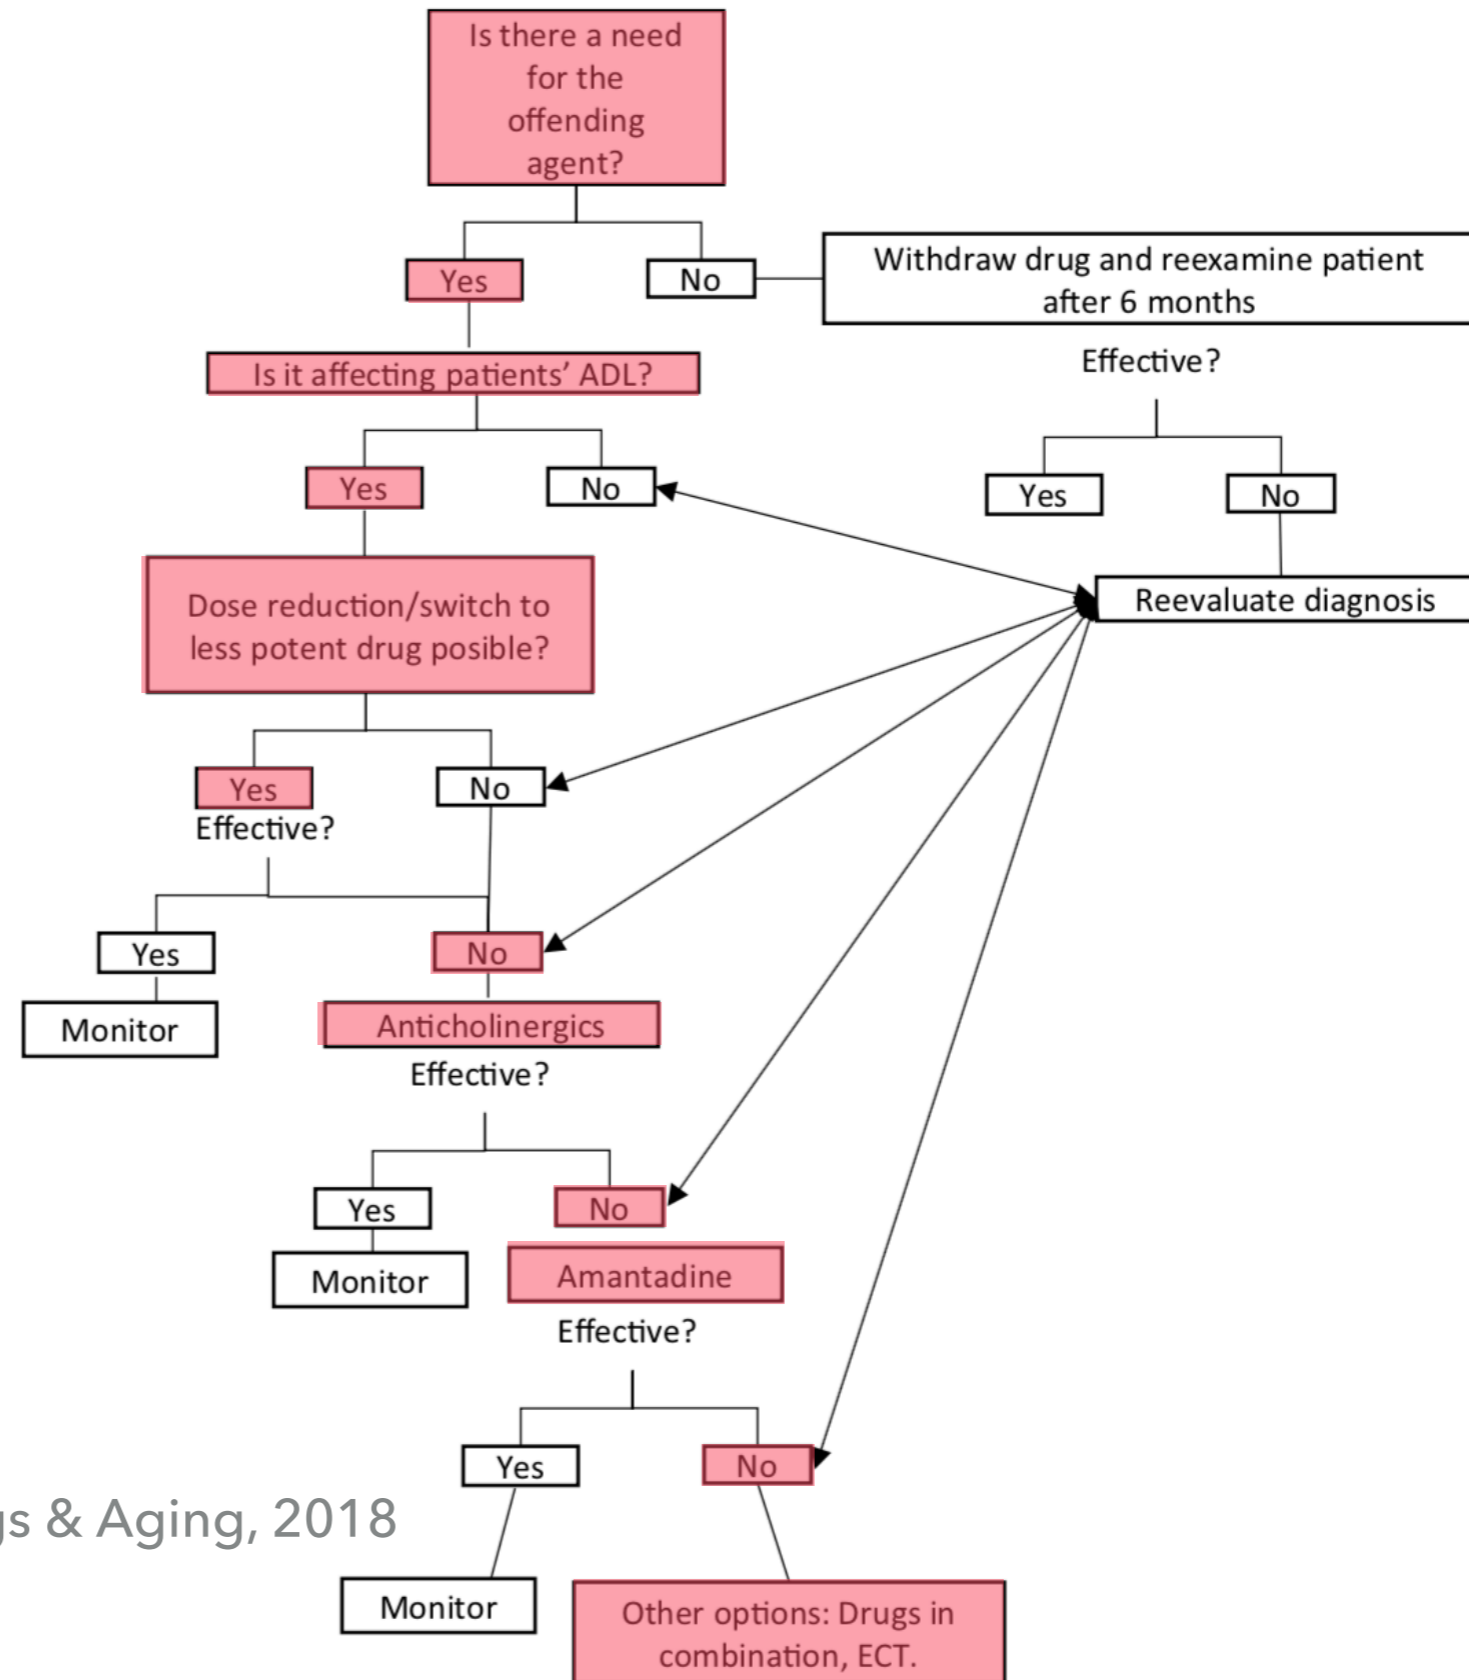 Is there a need
for the
offending
agent?
Yes
No
Withdraw drug and reexamine patient
after 6 months
Is it affecting patients’ ADL?
Effective?
Yes
No
Yes
No
Dose reduction/switch to
less potent drug posible?
Reevaluate diagnosis
Yes
No
Effective?
Yes
No
Monitor
Anticholinergics
Effective?
Yes
No
Monitor
Amantadine
Effective?
Yes
No
& Aging, 2018
Monitor
Other options: Drugs in
combination, ECT.